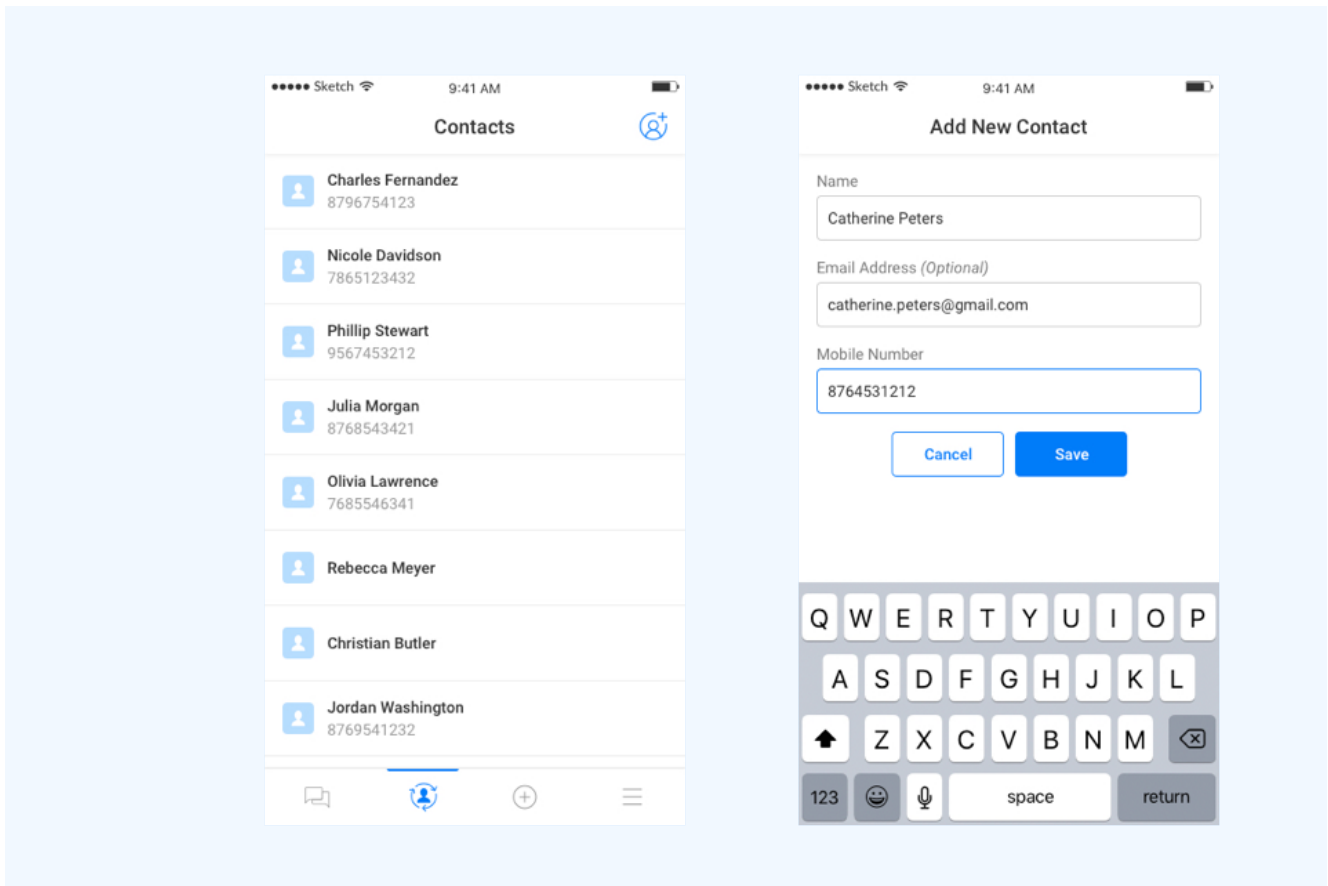 Sketch 9:41 AM
Contacts
Charles Fernandez
8796754123
Nicole Davidson
7865123432
Phillip Stewart
9567453212
Julia Morgan
8768543421
Olivia Lawrence
7685546341
Rebecca Meyer
Christian Butler
Jordan Washington
8769541232
Sketch 9:41 AM
Add New Contact
Name
Catherine Peters
Email Address (Optional)
catherine.peters@gmail.com
Mobile Number
8764531212
Cancel Save
Q W E R T Y U I O P
A S D F G H J K L
Z X C V B N M
123 space return